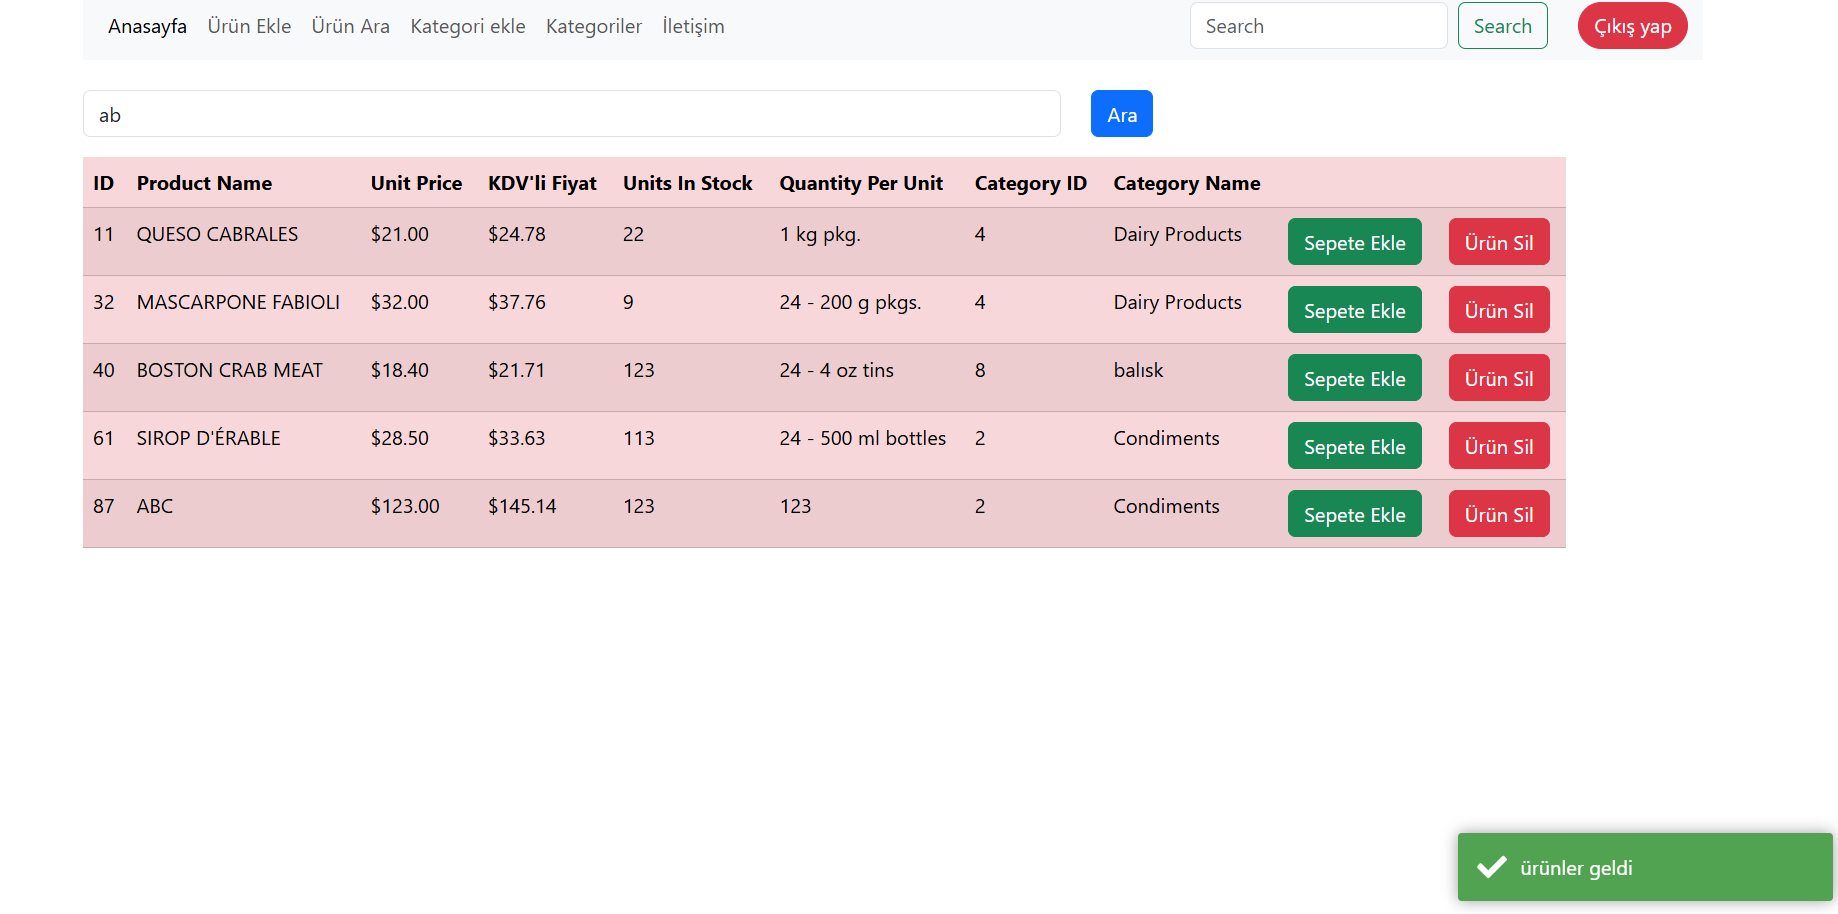 Anasayfa Ürün Ekle Ürün Ara Kategori ekle Kategoriler İletişim Search Search Çıkış yap
ab Ara
ID Product Name Unit Price KDV'li Fiyat Units In Stock Quantity Per Unit Category ID Category Name
11 QUESO CABRALES $21.00 $24.78 22 1 kg pkg. 4 Dairy Products Sepete Ekle Ürün Sil
32 MASCARPONE FABIOLI $32.00 $37.76 9 24 - 200 g pkgs. 4 Dairy Products Sepete Ekle Ürün Sil
40 BOSTON CRAB MEAT $18.40 $21.71 123 24 - 4 oz tins 8 balısk Sepete Ekle Ürün Sil
61 SIROP D'ÉRABLE $28.50 $33.63 113 24 - 500 ml bottles 2 Condiments Sepete Ekle Ürün Sil
87 ABC $123.00 $145.14 123 123 2 Condiments Sepete Ekle Ürün Sil
ürünler geldi